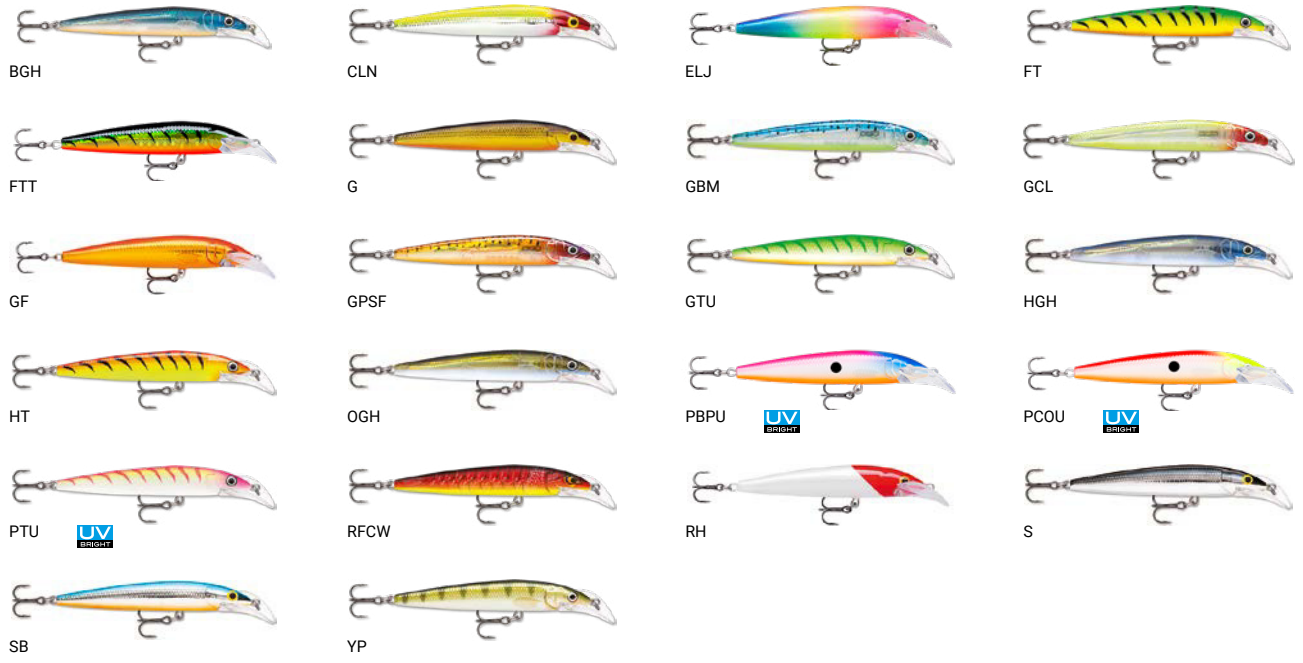 BGH
CLN
ELJ
FT
FTT
G
GBM
GCL
GF
GPSF
GTU
HGH
HT
OGH
PBPU
UV
BRIGHT
PCOU
UV
BRIGHT
PTU
UV
BRIGHT
RFCW
RH
S
SB
YP